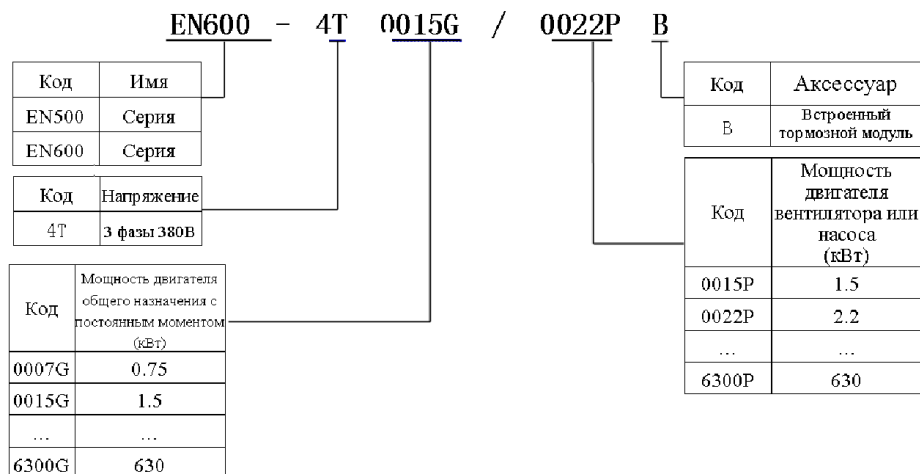 EN600 - 4T 0015G / 0022P B
Код Имя
EN500 Серия
EN600 Серия
Код Напряжение
4T 3 фазы 380В
Код Мощность двигателя
общего назначения с
постоянным моментом
(кВт)
0007G 0.75
0015G 1.5
... ...
6300G 630
Код Аксессуар
B Встроенный
тормозной модуль
Код Мощность
двигателя
вентилятора или
насоса
(кВт)
0015P 1.5
0022P 2.2
... ...
6300P 630